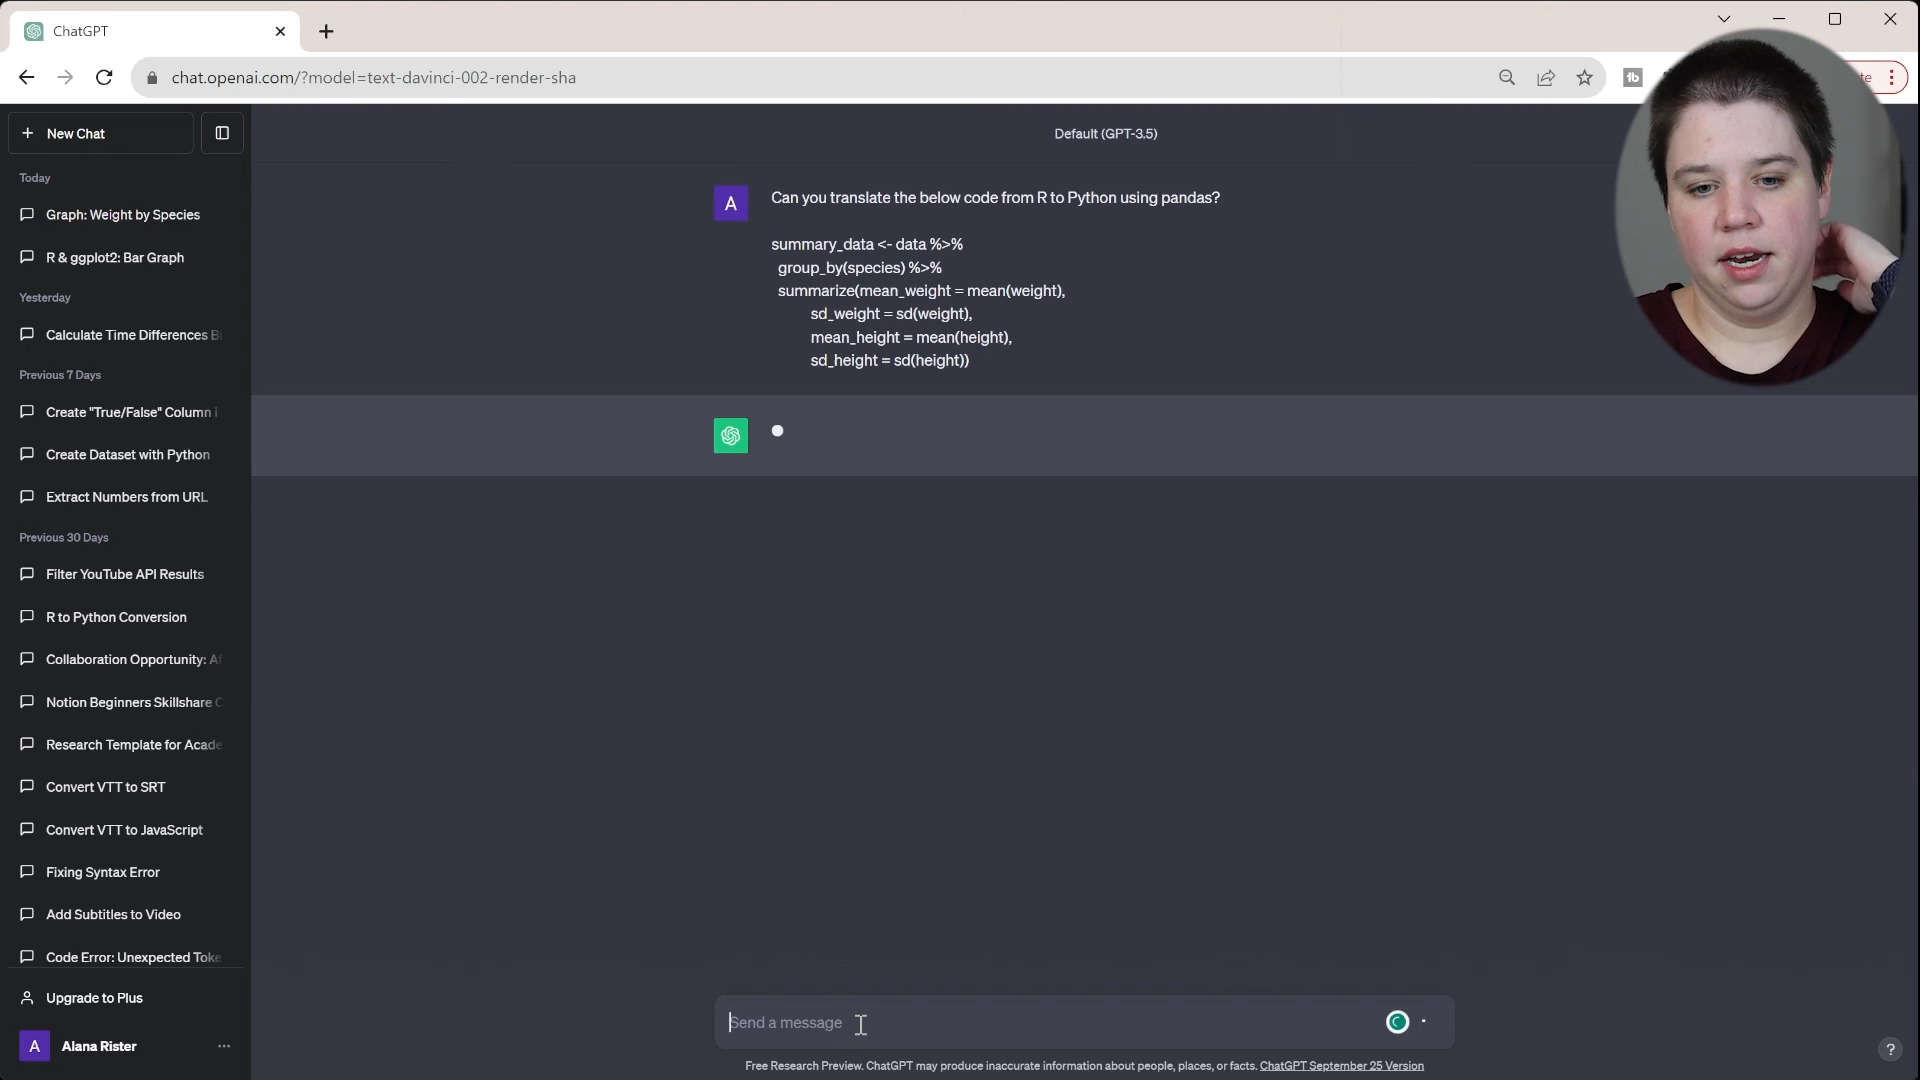 ChatGPT
chat.openai.com/?model=text-davinci-002-render-sha
tb
te
New Chat
Default (GPT-3.5)
Today
Graph: Weight by Species
R & ggplot2: Bar Graph
Yesterday
Calculate Time Differences B
Previous 7 Days
Create "True/False" Column i
Create Dataset with Python
Extract Numbers from URL
Previous 30 Days
Filter YouTube API Results
R to Python Conversion
Collaboration Opportunity: Af
Notion Beginners Skillshare C
Research Template for Acade
Convert VTT to SRT
Convert VTT to JavaScript
Fixing Syntax Error
Add Subtitles to Video
Code Error: Unexpected Toke
Upgrade to Plus
A
Alana Rister
A
Can you translate the below code from R to Python using pandas?
summary_data <- data %>%
group_by(species) %>%
summarize(mean_weight = mean(weight),
sd_weight = sd(weight),
mean_height = mean(height),
sd_height = sd(height))
Send a message
Free Research Preview. ChatGPT may produce inaccurate information about people, places, or facts. ChatGPT September 25 Version
?